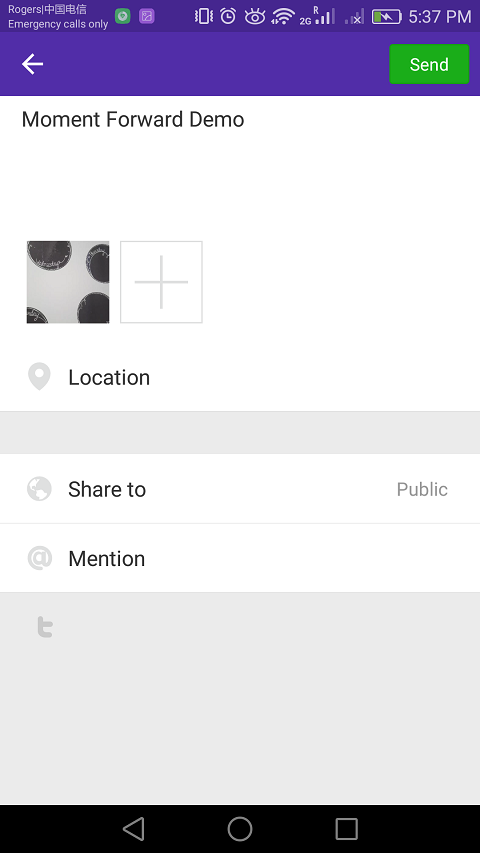 Rogers|中国电信
Emergency calls only
2G R 5:37 PM
Send
Moment Forward Demo
Location
Share to Public
Mention